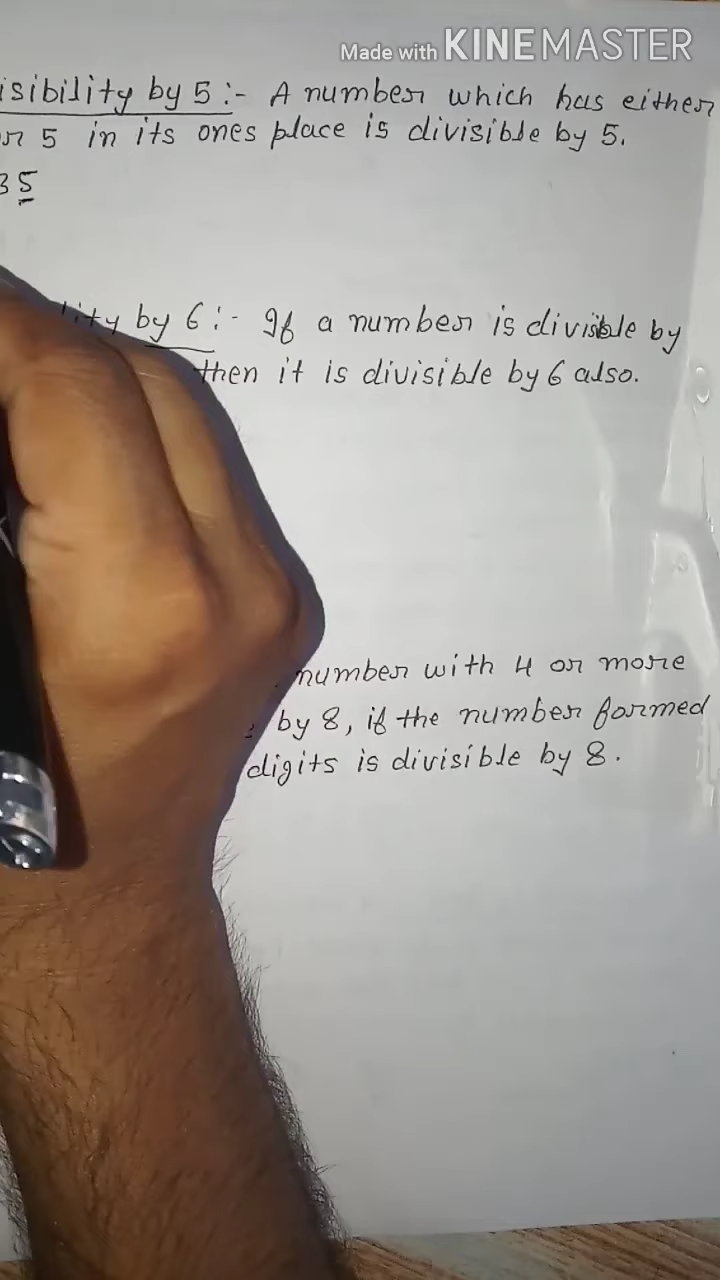 Made with KINEMASTER
isibility by 5 :- A number which has either
or 5 in its ones place is divisible by 5.
35
lity by 6 :- If a number is divisible by
then it is divisible by 6 also.
number with 4 or more
by 8, if the number formed
digits is divisible by 8.